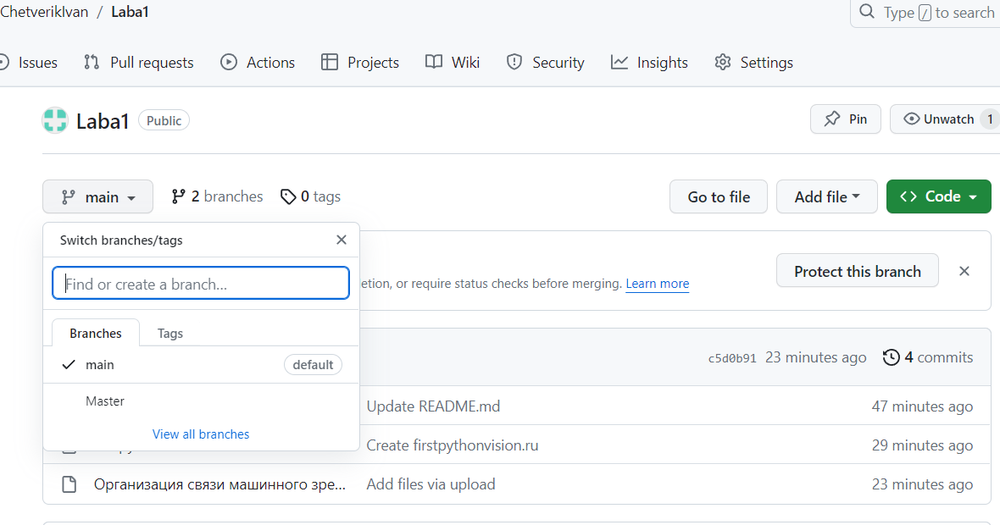 ChetverikIvan / Laba1
Type / to search
Issues Pull requests Actions Projects Wiki Security Insights Settings
Laba1 Public
Pin Unwatch 1
main 2 branches 0 tags
Go to file Add file Code
Switch branches/tags
Find or create a branch...
etion, or require status checks before merging. Learn more
Protect this branch
Branches Tags
main default
Master
View all branches
c5d0b91 23 minutes ago 4 commits
Update README.md 47 minutes ago
Create firstpythonvision.ru 29 minutes ago
Организация связи машинного зре... Add files via upload 23 minutes ago